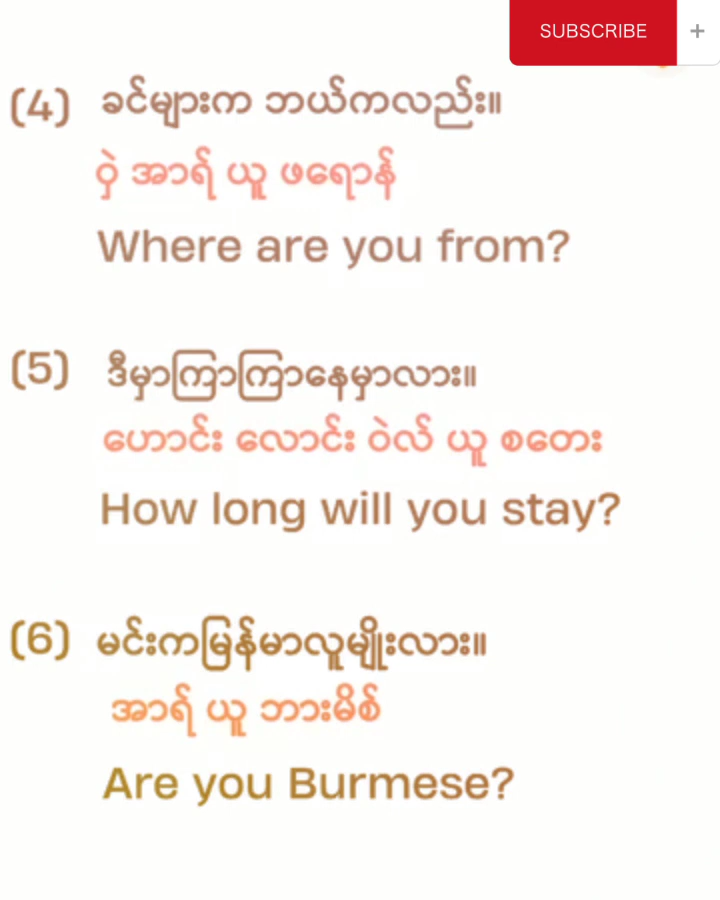 SUBSCRIBE +
(4) ခင်များက ဘယ်ကလည်း။
ဝှဲ အာရ် ယူ ဖရောန်
Where are you from?
(5) ဒီမှာကြာကြာနေမှာလား။
ဟောင်း လောင်း ဝဲလ် ယူ စတေး
How long will you stay?
(6) မင်းကမြန်မာလူမျိုးလား။
အာရ် ယူ ဘားမိစ်
Are you Burmese?